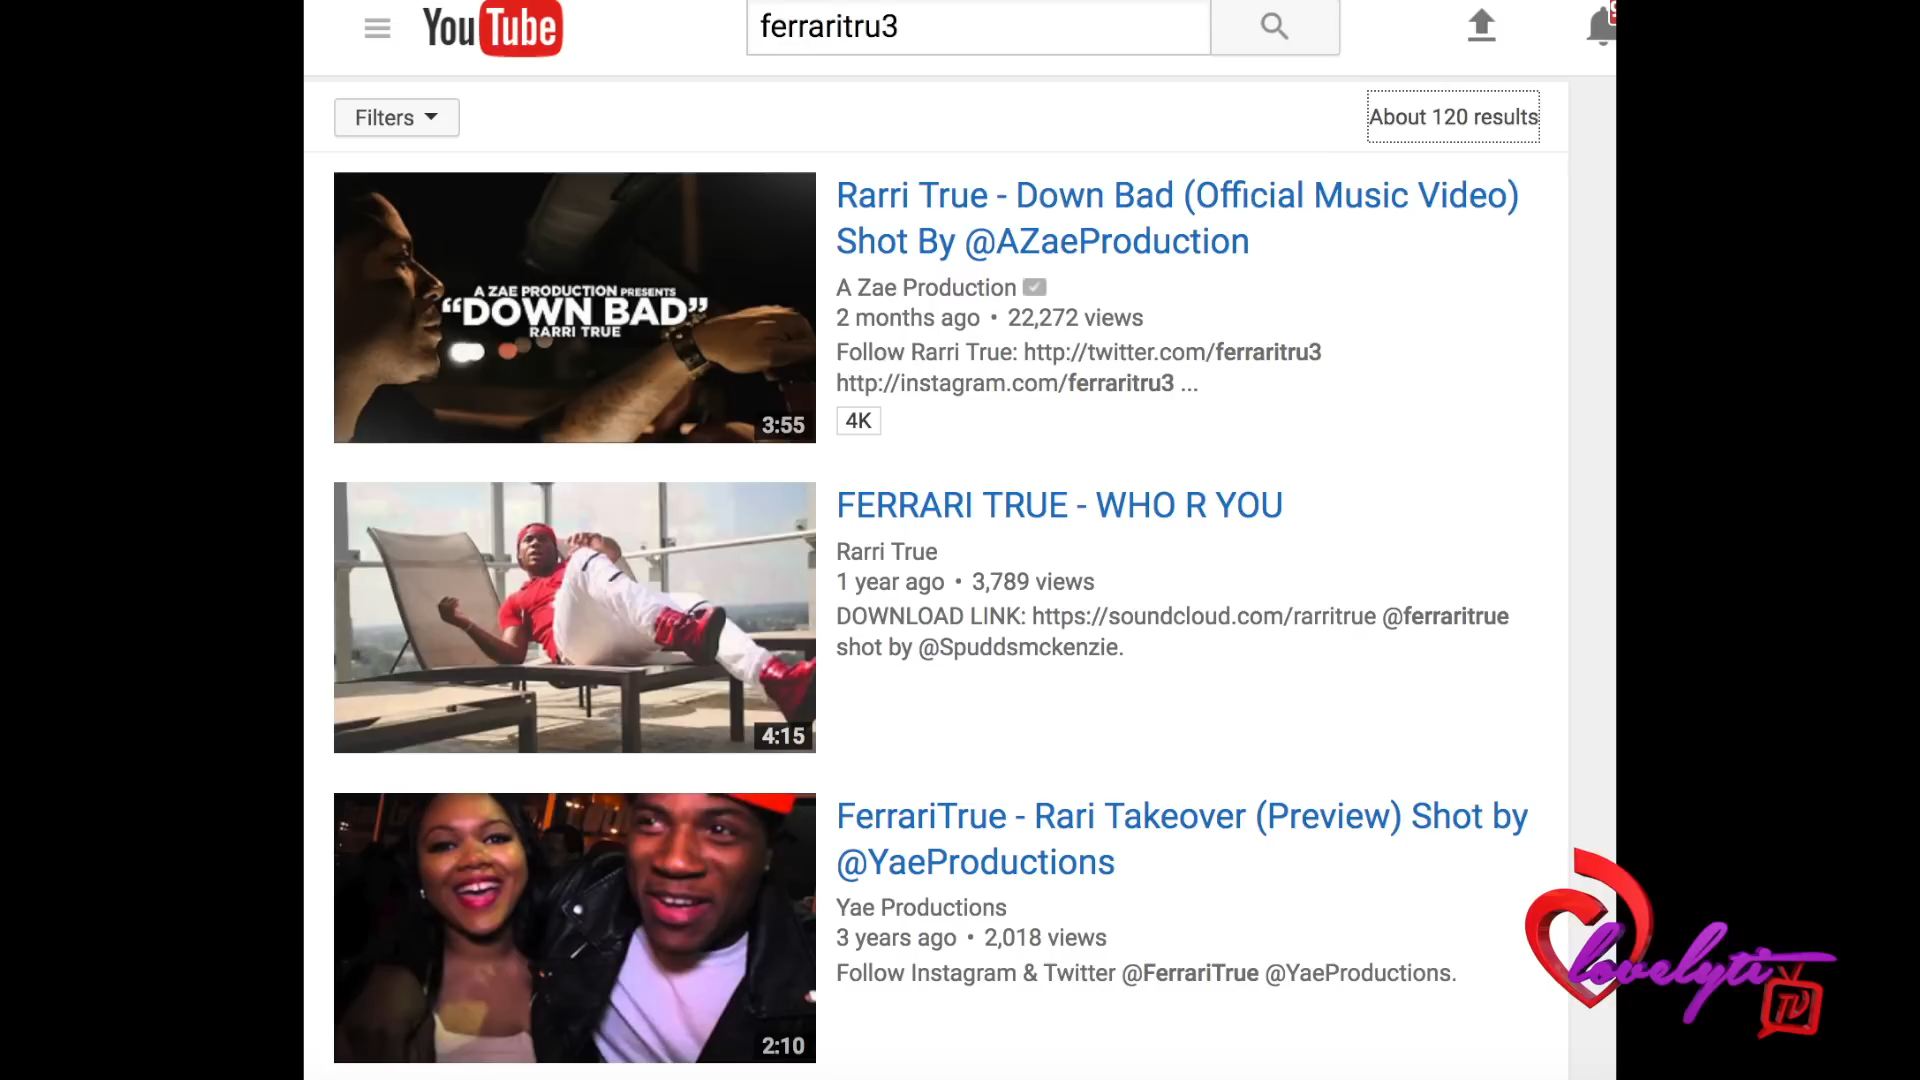 YouTube
ferraritru3
Filters
About 120 results
A ZAE PRODUCTION PRESENTS
“DOWN BAD”
RARRI TRUE
3:55
Rarri True - Down Bad (Official Music Video)
Shot By @AZaeProduction
A Zae Production
2 months ago • 22,272 views
Follow Rarri True: http://twitter.com/ferraritru3
http://instagram.com/ferraritru3 ...
4K
4:15
FERRARI TRUE - WHO R YOU
Rarri True
1 year ago • 3,789 views
DOWNLOAD LINK: https://soundcloud.com/rarritrue @ferraritrue
shot by @Spuddsmckenzie.
2:10
FerrariTrue - Rari Takeover (Preview) Shot by
@YaeProductions
Yae Productions
3 years ago • 2,018 views
Follow Instagram & Twitter @FerrariTrue @YaeProductions.
lovelyti
TV